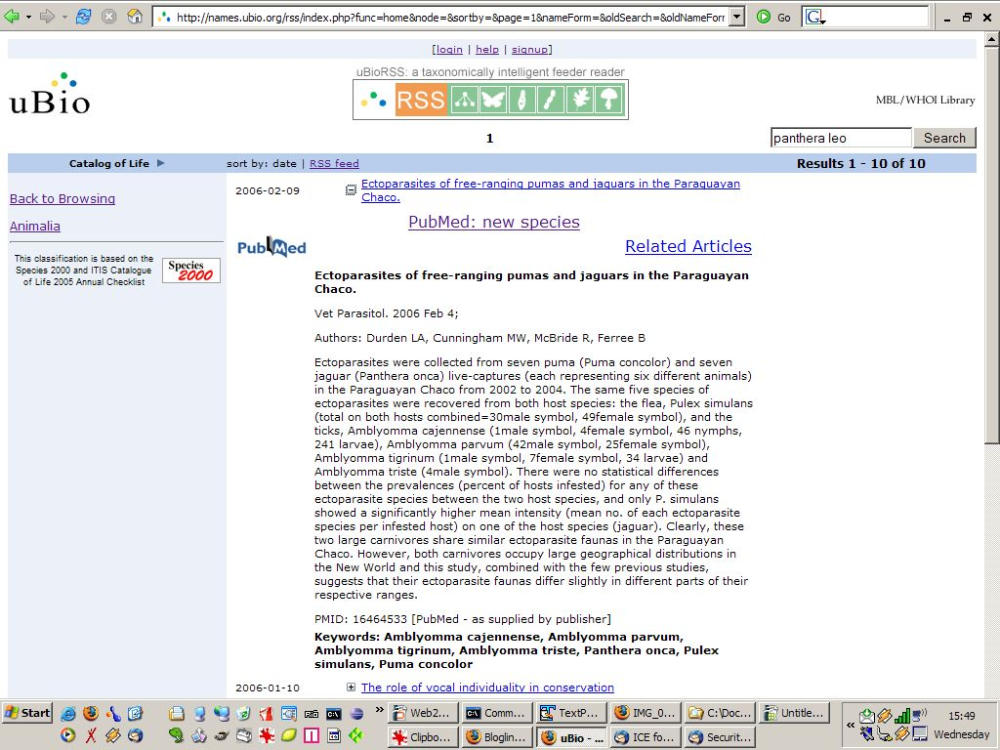 http://names.ubio.org/rss/index.php?func=home&node=&sortby=&page=1&nameForm=&oldSearch=&oldNameForm
Go
G
[login | help | signup]
uBio
uBioRSS: a taxonomically intelligent feeder reader
RSS
MBL/WHOI Library
1
panthera leo
Search
Catalog of Life
sort by: date | RSS feed
Results 1 - 10 of 10
Back to Browsing
Animalia
This classification is based on the
Species 2000 and ITIS Catalogue
of Life 2005 Annual Checklist
Species
2000
2006-02-09
Ectoparasites of free-ranging pumas and jaguars in the Paraguayan
Chaco.
PubMed: new species
PubMed
Related Articles
Ectoparasites of free-ranging pumas and jaguars in the Paraguayan
Chaco.
Vet Parasitol. 2006 Feb 4;
Authors: Durden LA, Cunningham MW, McBride R, Ferree B
Ectoparasites were collected from seven puma (Puma concolor) and seven
jaguar (Panthera onca) live-captures (each representing six different animals)
in the Paraguayan Chaco from 2002 to 2004. The same five species of
ectoparasites were recovered from both host species: the flea, Pulex simulans
(total on both hosts combined=30male symbol, 49female symbol), and the
ticks, Amblyomma cajennense (1male symbol, 4female symbol, 46 nymphs,
241 larvae), Amblyomma parvum (42male symbol, 25female symbol),
Amblyomma tigrinum (1male symbol, 7female symbol, 34 larvae) and
Amblyomma triste (4male symbol). There were no statistical differences
between the prevalences (percent of hosts infested) for any of these
ectoparasite species between the two host species, and only P. simulans
showed a significantly higher mean intensity (mean no. of each ectoparasite
species per infested host) on one of the host species (jaguar). Clearly, these
two large carnivores share similar ectoparasite faunas in the Paraguayan
Chaco. However, both carnivores occupy large geographical distributions in
the New World and this study, combined with the few previous studies,
suggests that their ectoparasite faunas differ slightly in different parts of their
respective ranges.
PMID: 16464533 [PubMed - as supplied by publisher]
Keywords: Amblyomma cajennense, Amblyomma parvum,
Amblyomma tigrinum, Amblyomma triste, Panthera onca, Pulex
simulans, Puma concolor
2006-01-10
The role of vocal individuality in conservation
Start
Web2...
Comm...
TextP...
IMG_0...
C:\Doc...
Untitle...
15:49
Clipbo...
Bloglin...
uBio - ...
ICE fo...
Securit...
Wednesday